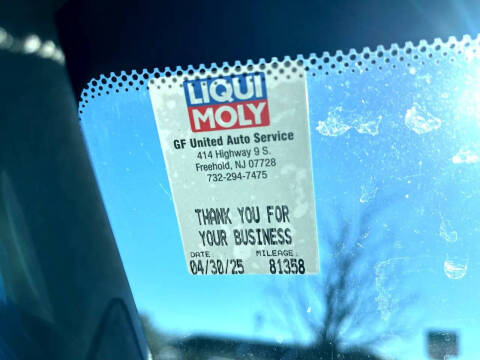 LIQUI
MOLY
GF United Auto Service
414 Highway 9 S.
Freehold, NJ 07728
732-294-7475
THANK YOU FOR
YOUR BUSINESS
DATE MILEAGE:
04/30/25 81358